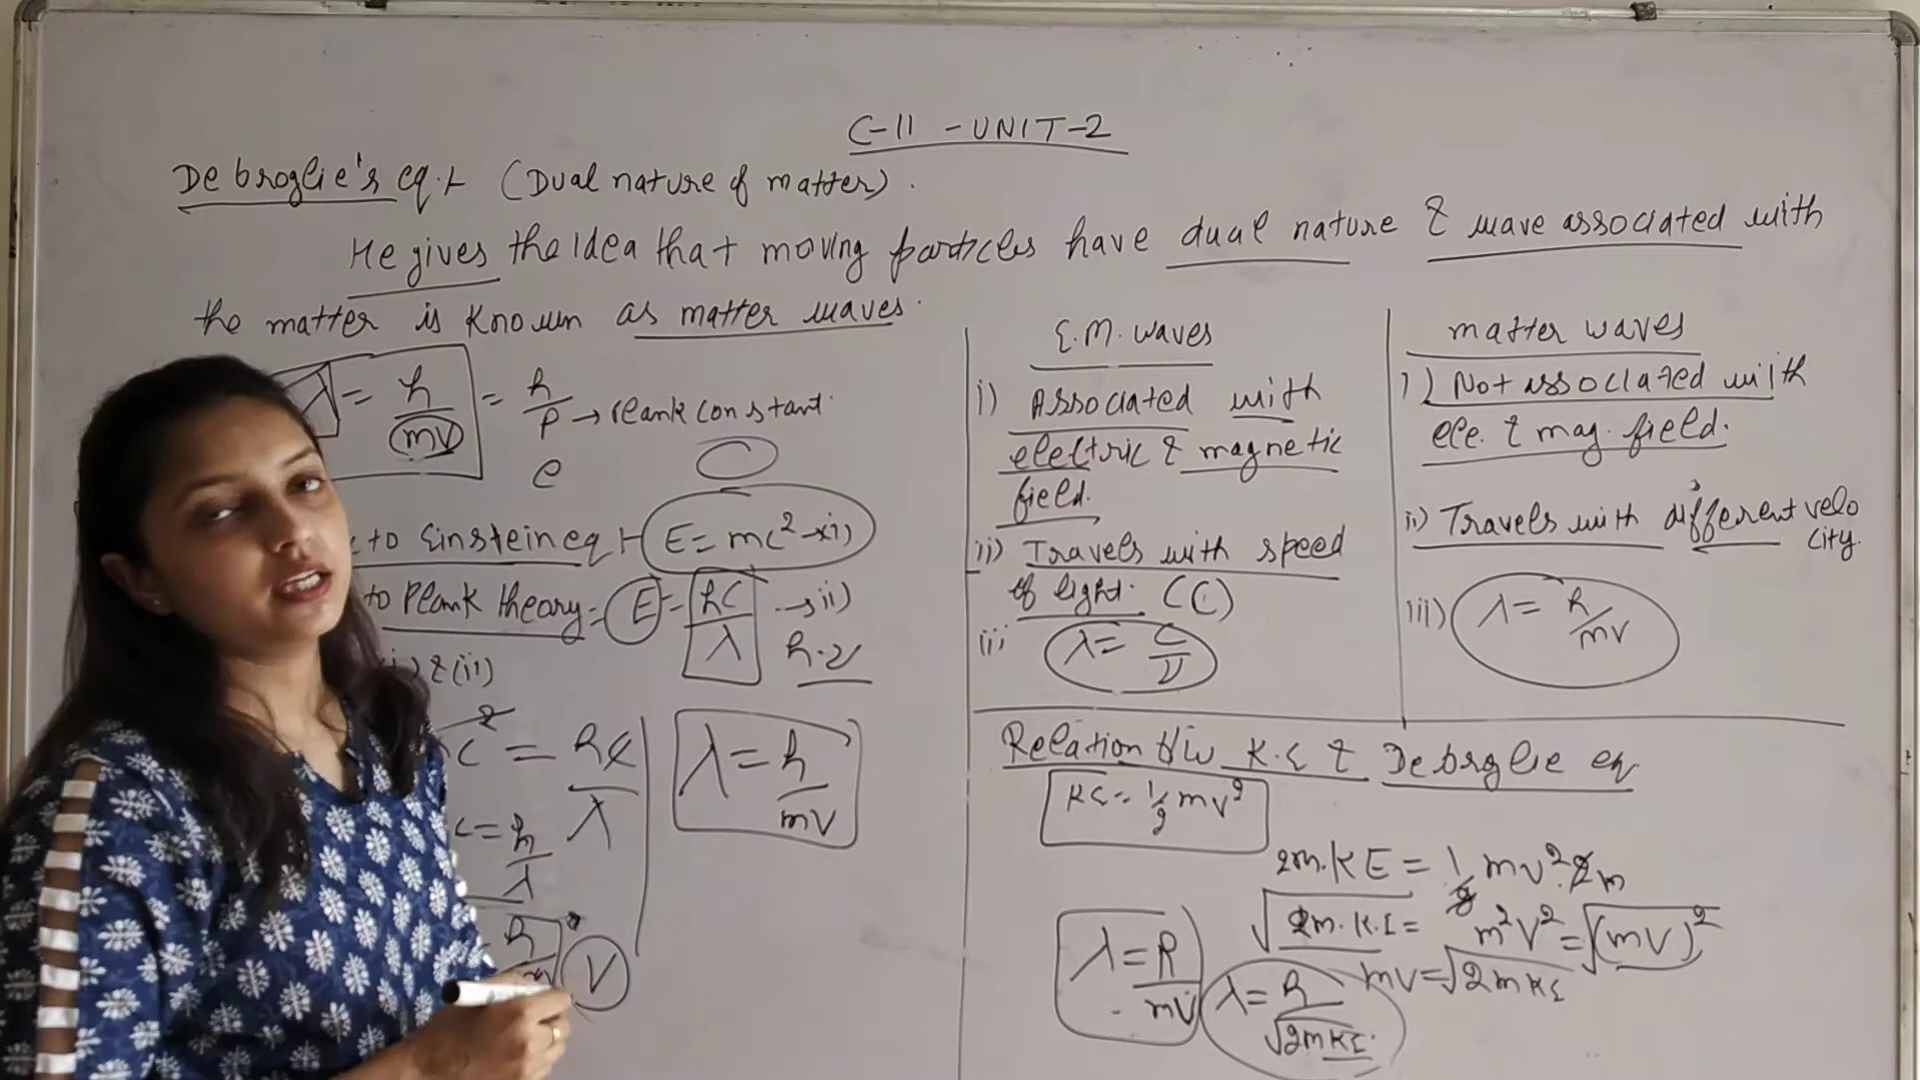 C-11 - UNIT-2
De broglie's eq.⊢ (Dual nature of matter).
He gives the idea that moving particles have dual nature & wave associated with
the matter is known as matter waves.
λ = h/mv = h/p → Plank constant.
e
to Einstein eq⊢ E = mc² → i)
to Plank theory = E = hc/λ → ii)
h.ν
i) & (ii)
c² = hc/λ
c = h/λ
λ = h/mv
V
E.M. waves
i) Associated with
electric & magnetic
field.
ii) Travels with speed
of light. (C)
iii) λ = c/ν
matter waves
i) Not associated with
ele. & mag. field.
ii) Travels with different velo
city.
iii) λ = h/mv
Relation b/w K.E & De broglie eq.
KE = 1/2 mv²
2m.KE = 1/2 mv².2m
√2m.K.E = m²v² = √(mv)²
mv = √2mKE
λ = h/mv
λ = h/√2mKE.